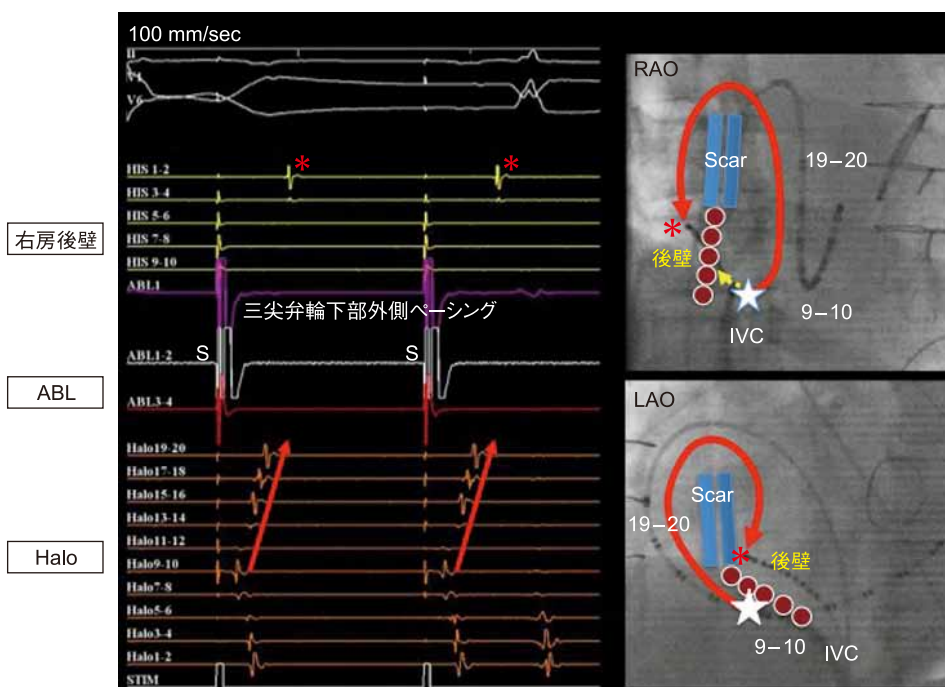 100 mm/sec
II
V1
V6
HIS 1-2
*
*
HIS 3-4
HIS 5-6
HIS 7-8
HIS 9-10
ABL1
三尖弁輪下部外側ペーシング
S
S
ABL1-2
ABL3-4
Halo19-20
Halo17-18
Halo15-16
Halo13-14
Halo11-12
Halo9-10
Halo7-8
Halo5-6
Halo3-4
Halo1-2
STIM
右房後壁
ABL
Halo
RAO
Scar
19−20
*
後壁
9−10
IVC
LAO
Scar
19−20
*
後壁
9−10
IVC